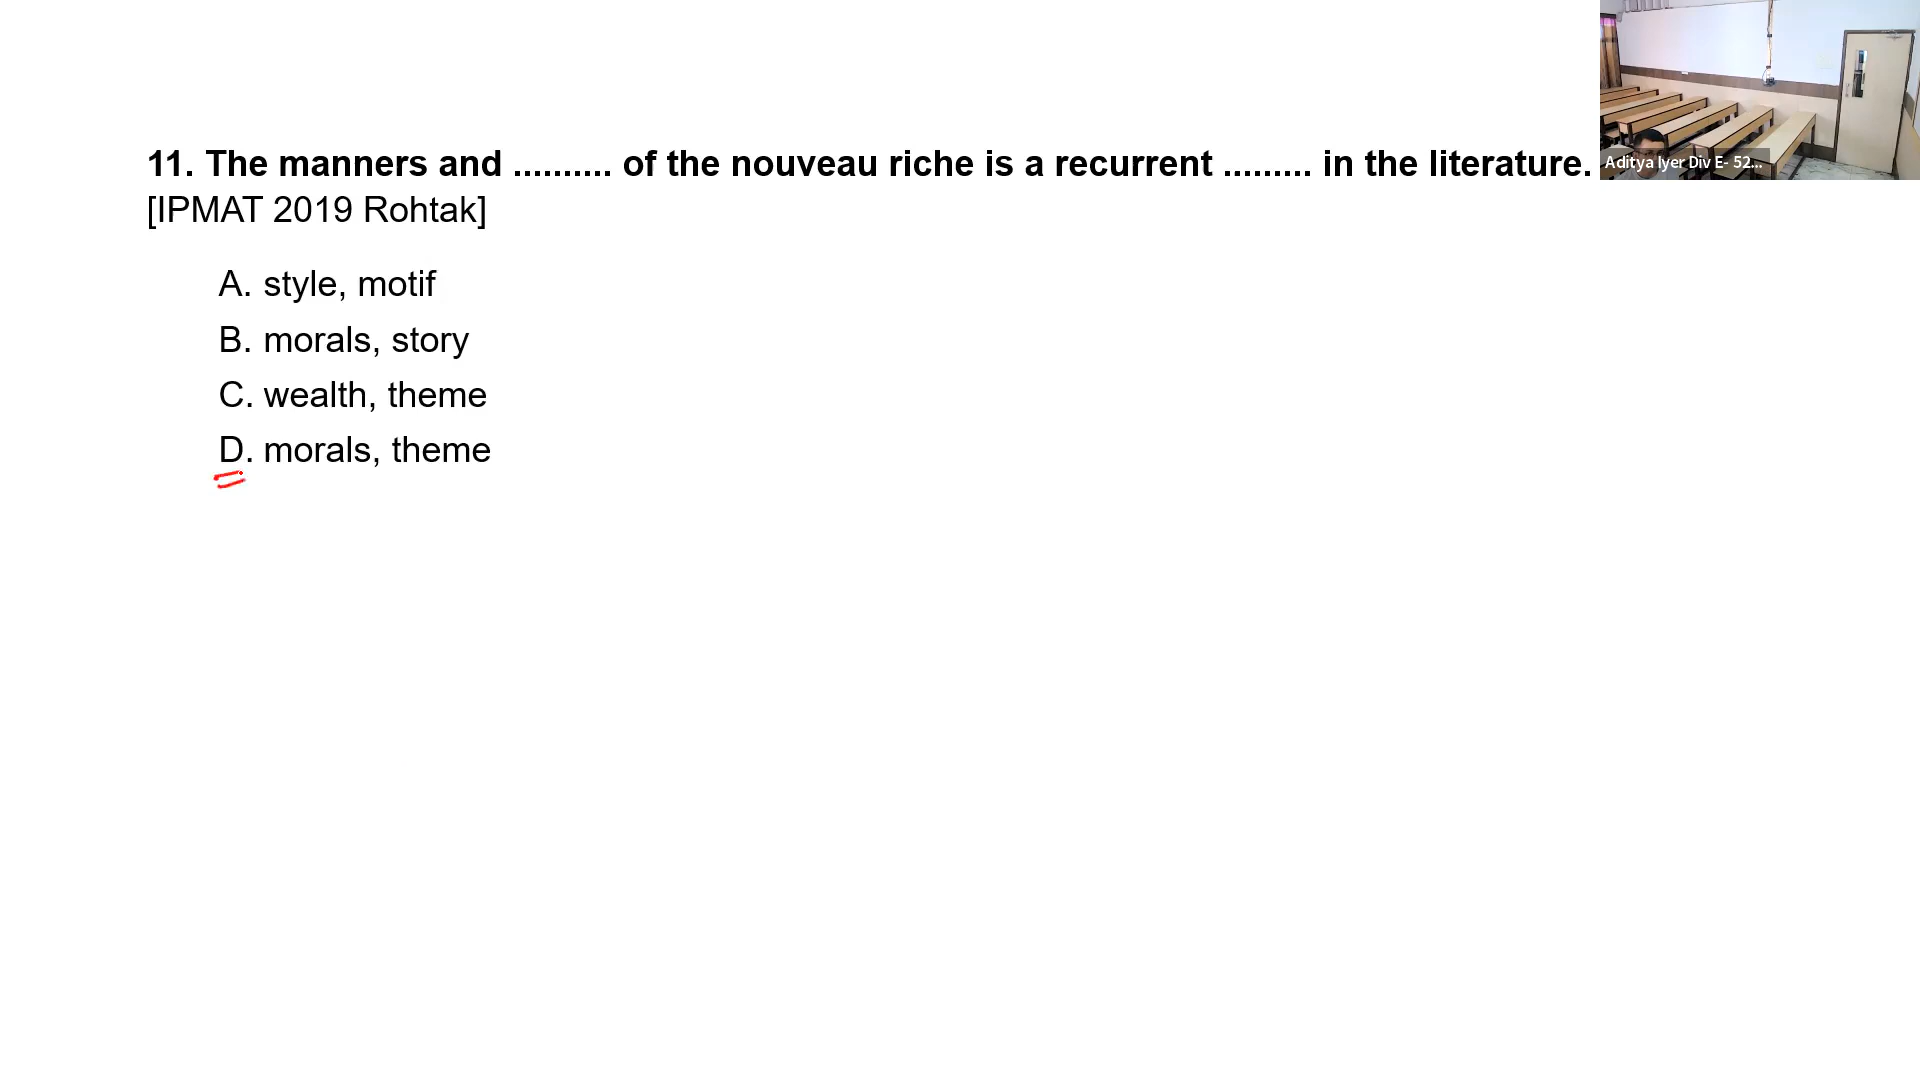 11. The manners and .......... of the nouveau riche is a recurrent ......... in the literature.
[IPMAT 2019 Rohtak]
A. style, motif
B. morals, story
C. wealth, theme
D. morals, theme
Aditya Iyer Div E- 52...